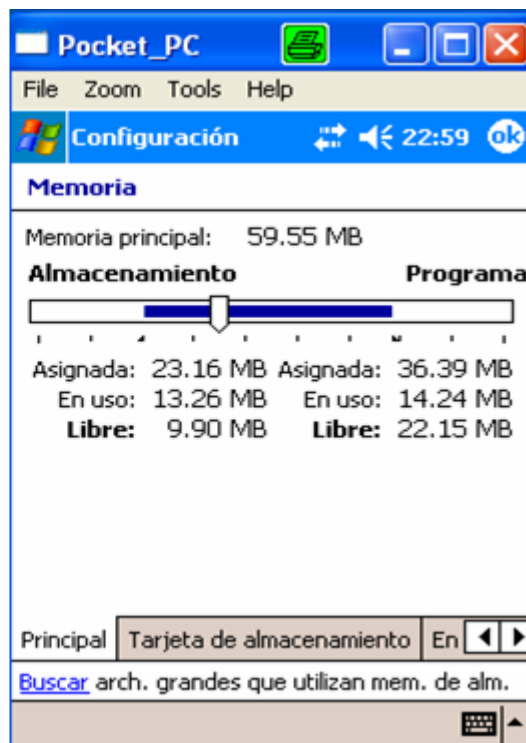 Pocket_PC
File Zoom Tools Help
Configuración 22:59 ok
Memoria
Memoria principal: 59.55 MB
Almacenamiento Programa
Asignada: 23.16 MB Asignada: 36.39 MB
En uso: 13.26 MB En uso: 14.24 MB
Libre: 9.90 MB Libre: 22.15 MB
Principal Tarjeta de almacenamiento En
Buscar arch. grandes que utilizan mem. de alm.